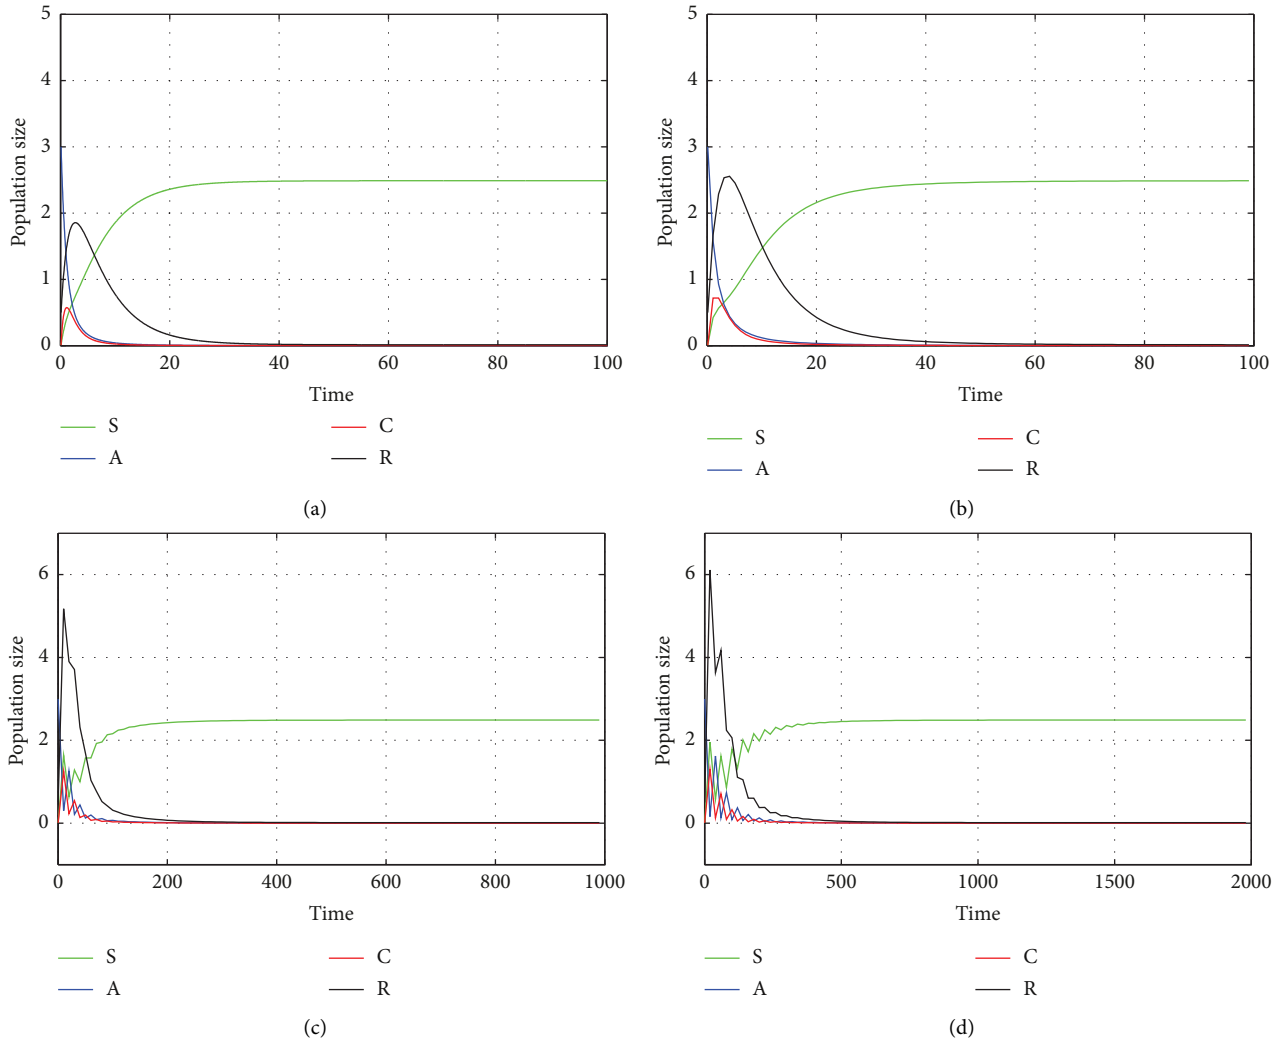 5
4
3
2
1
0
Population size
0 20 40 60 80 100
Time
S C
A R
(a)
5
4
3
2
1
0
Population size
0 20 40 60 80 100
Time
S C
A R
(b)
6
4
2
0
Population size
0 200 400 600 800 1000
Time
S C
A R
(c)
6
4
2
0
Population size
0 500 1000 1500 2000
Time
S C
A R
(d)